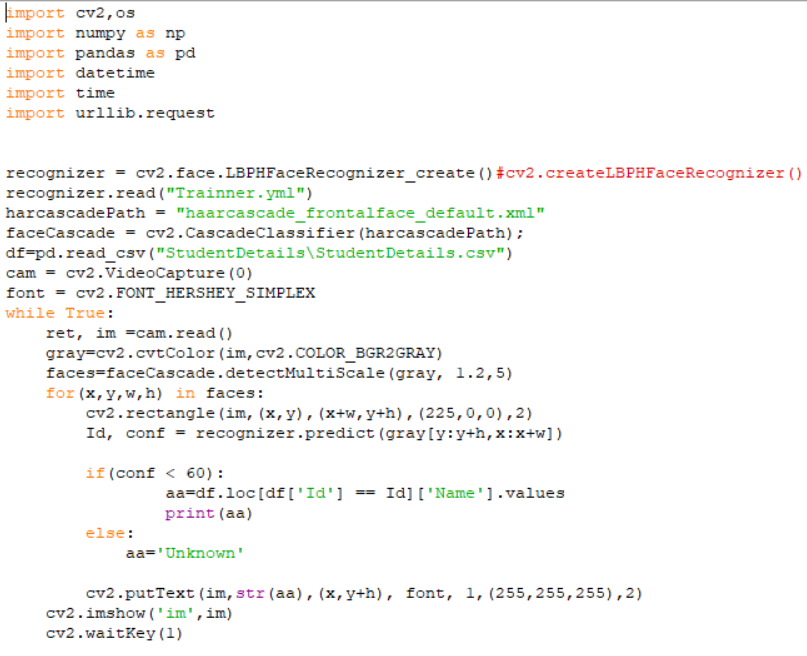 import cv2,os
import numpy as np
import pandas as pd
import datetime
import time
import urllib.request
recognizer = cv2.face.LBPHFaceRecognizer_create()#cv2.createLBPHFaceRecognizer()
recognizer.read("Trainner.yml")
harcascadePath = "haarcascade_frontalface_default.xml"
faceCascade = cv2.CascadeClassifier(harcascadePath);
df=pd.read_csv("StudentDetails\StudentDetails.csv")
cam = cv2.VideoCapture(0)
font = cv2.FONT_HERSHEY_SIMPLEX
while True:
    ret, im =cam.read()
    gray=cv2.cvtColor(im,cv2.COLOR_BGR2GRAY)
    faces=faceCascade.detectMultiScale(gray, 1.2,5)
    for(x,y,w,h) in faces:
        cv2.rectangle(im,(x,y),(x+w,y+h),(225,0,0),2)
        Id, conf = recognizer.predict(gray[y:y+h,x:x+w])
        if(conf < 60):
                aa=df.loc[df['Id'] == Id]['Name'].values
                print(aa)
        else:
            aa='Unknown'
        cv2.putText(im,str(aa),(x,y+h), font, 1,(255,255,255),2)
    cv2.imshow('im',im)
    cv2.waitKey(1)